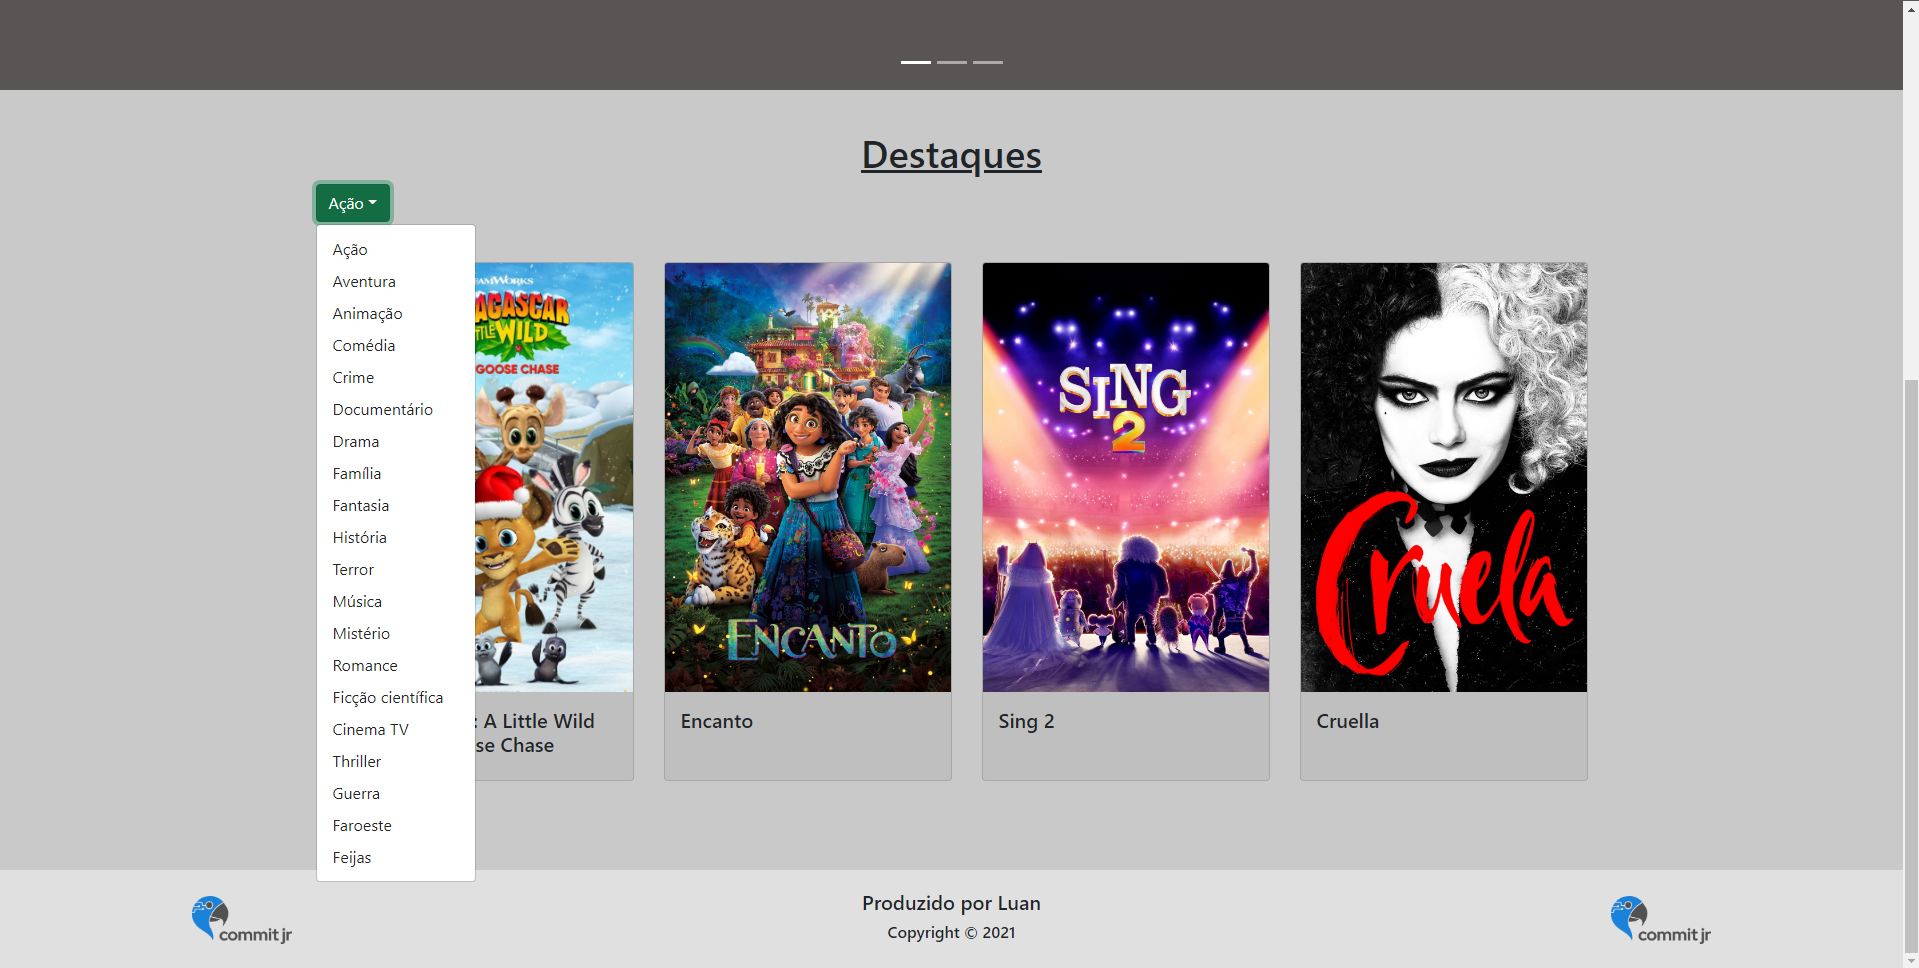 Destaques
Ação
Ação
Aventura
Animação
Comédia
Crime
Documentário
Drama
Família
Fantasia
História
Terror
Música
Mistério
Romance
Ficção científica
Cinema TV
Thriller
Guerra
Faroeste
Feijas
AGASCAR
TLE WILD
GOOSE CHASE
: A Little Wild
se Chase
ENCANTO
Encanto
SING
2
Sing 2
Cruela
Cruella
commit jr
Produzido por Luan
Copyright © 2021
commit jr